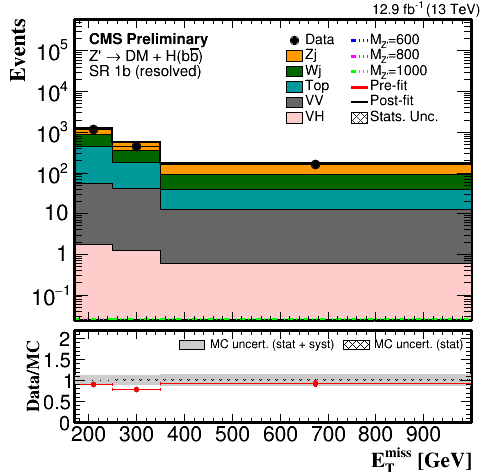 12.9 fb⁻¹ (13 TeV)
CMS Preliminary
Z' → DM + H(bb̅)
SR 1b (resolved)
Data
Zj
Wj
Top
VV
VH
M_Z'=600
M_Z'=800
M_Z'=1000
Pre-fit
Post-fit
Stats. Unc.
Events
10⁵
10⁴
10³
10²
10
1
10⁻¹
MC uncert. (stat + syst)
MC uncert. (stat)
Data/MC
2
1.5
1
0.5
0
200 300 400 500 600 700 800 900
E_T^miss [GeV]